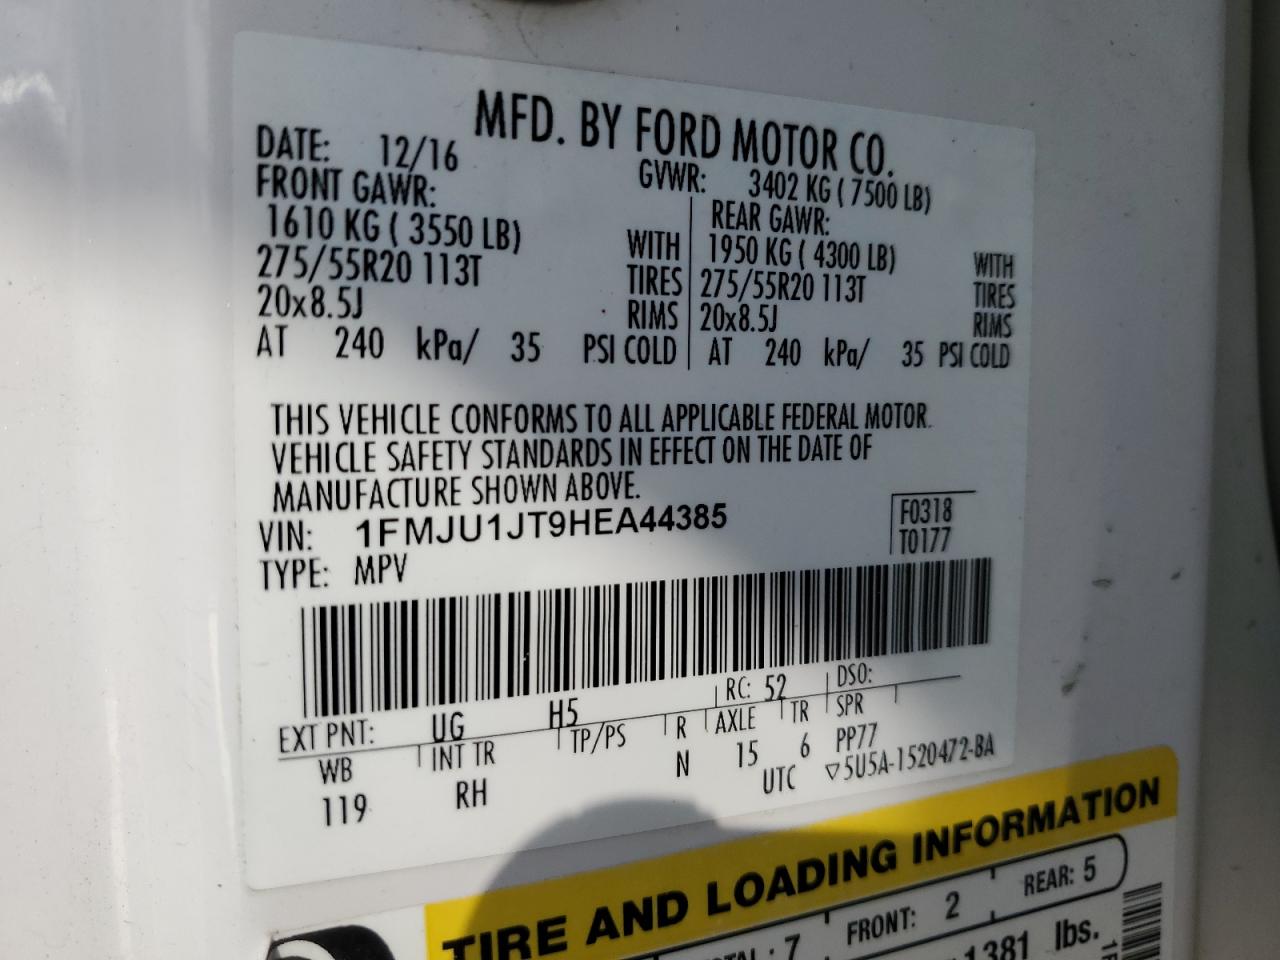 MFD. BY FORD MOTOR CO.
DATE: 12/16 GVWR: 3402 KG ( 7500 LB)
FRONT GAWR: REAR GAWR:
1610 KG ( 3550 LB) WITH 1950 KG ( 4300 LB) WITH
275/55R20 113T TIRES 275/55R20 113T TIRES
20x8.5J RIMS 20x8.5J RIMS
AT 240 kPa/ 35 PSI COLD AT 240 kPa/ 35 PSI COLD
THIS VEHICLE CONFORMS TO ALL APPLICABLE FEDERAL MOTOR
VEHICLE SAFETY STANDARDS IN EFFECT ON THE DATE OF
MANUFACTURE SHOWN ABOVE.
VIN: 1FMJU1JT9HEA44385 F0318
TYPE: MPV T0177
EXT PNT: UG H5 RC: 52 DSO:
WB INT TR TP/PS R AXLE TR SPR
119 RH N 15 6 PP77
UTC ▽5U5A-1520472-BA
TIRE AND LOADING INFORMATION
: 7 FRONT: 2 REAR: 5
1381 lbs.